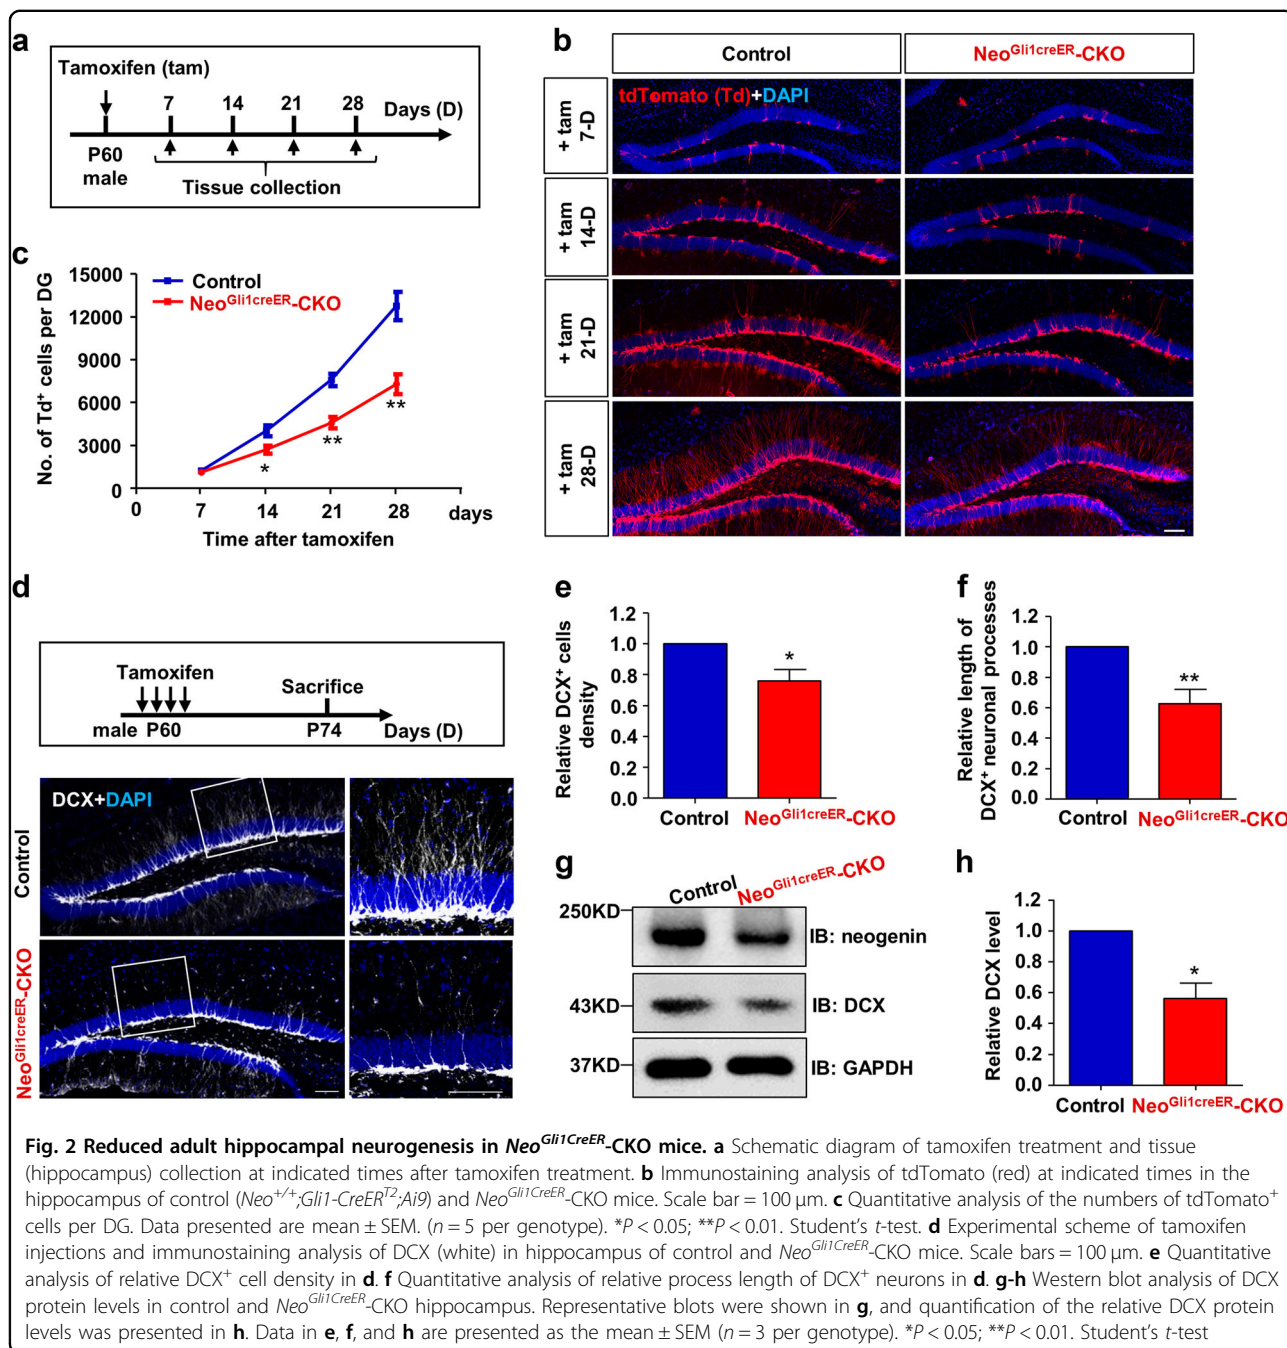 a
Tamoxifen (tam)
7 14 21 28 Days (D)
P60
male
Tissue collection
b
Control
Neo^Gli1creER-CKO
tdTomato (Td)+DAPI
+ tam
7-D
+ tam
14-D
+ tam
21-D
+ tam
28-D
c
No. of Td⁺ cells per DG
15000
12000
9000
6000
3000
0
Control
Neo^Gli1creER-CKO
*
**
**
0 7 14 21 28 days
Time after tamoxifen
d
Tamoxifen
Sacrifice
male P60 P74 Days (D)
DCX+DAPI
Control
Neo^Gli1creER-CKO
e
Relative DCX⁺ cells
density
1.2
1.0
0.8
0.6
0.4
0.2
0.0
*
Control Neo^Gli1creER-CKO
f
Relative length of
DCX⁺ neuronal processes
1.2
1.0
0.8
0.6
0.4
0.2
0.0
**
Control Neo^Gli1creER-CKO
g
Control Neo^Gli1creER-CKO
250KD IB: neogenin
43KD IB: DCX
37KD IB: GAPDH
h
Relative DCX level
1.2
1.0
0.8
0.6
0.4
0.2
0.0
*
Control Neo^Gli1creER-CKO
Fig. 2 Reduced adult hippocampal neurogenesis in Neo^Gli1CreER-CKO mice. a Schematic diagram of tamoxifen treatment and tissue
(hippocampus) collection at indicated times after tamoxifen treatment. b Immunostaining analysis of tdTomato (red) at indicated times in the
hippocampus of control (Neo^+/+;Gli1-CreER^T2;Ai9) and Neo^Gli1CreER-CKO mice. Scale bar = 100 μm. c Quantitative analysis of the numbers of tdTomato⁺
cells per DG. Data presented are mean ± SEM. (n = 5 per genotype). *P < 0.05; **P < 0.01. Student's t-test. d Experimental scheme of tamoxifen
injections and immunostaining analysis of DCX (white) in hippocampus of control and Neo^Gli1CreER-CKO mice. Scale bars = 100 μm. e Quantitative
analysis of relative DCX⁺ cell density in d. f Quantitative analysis of relative process length of DCX⁺ neurons in d. g-h Western blot analysis of DCX
protein levels in control and Neo^Gli1CreER-CKO hippocampus. Representative blots were shown in g, and quantification of the relative DCX protein
levels was presented in h. Data in e, f, and h are presented as the mean ± SEM (n = 3 per genotype). *P < 0.05; **P < 0.01. Student's t-test